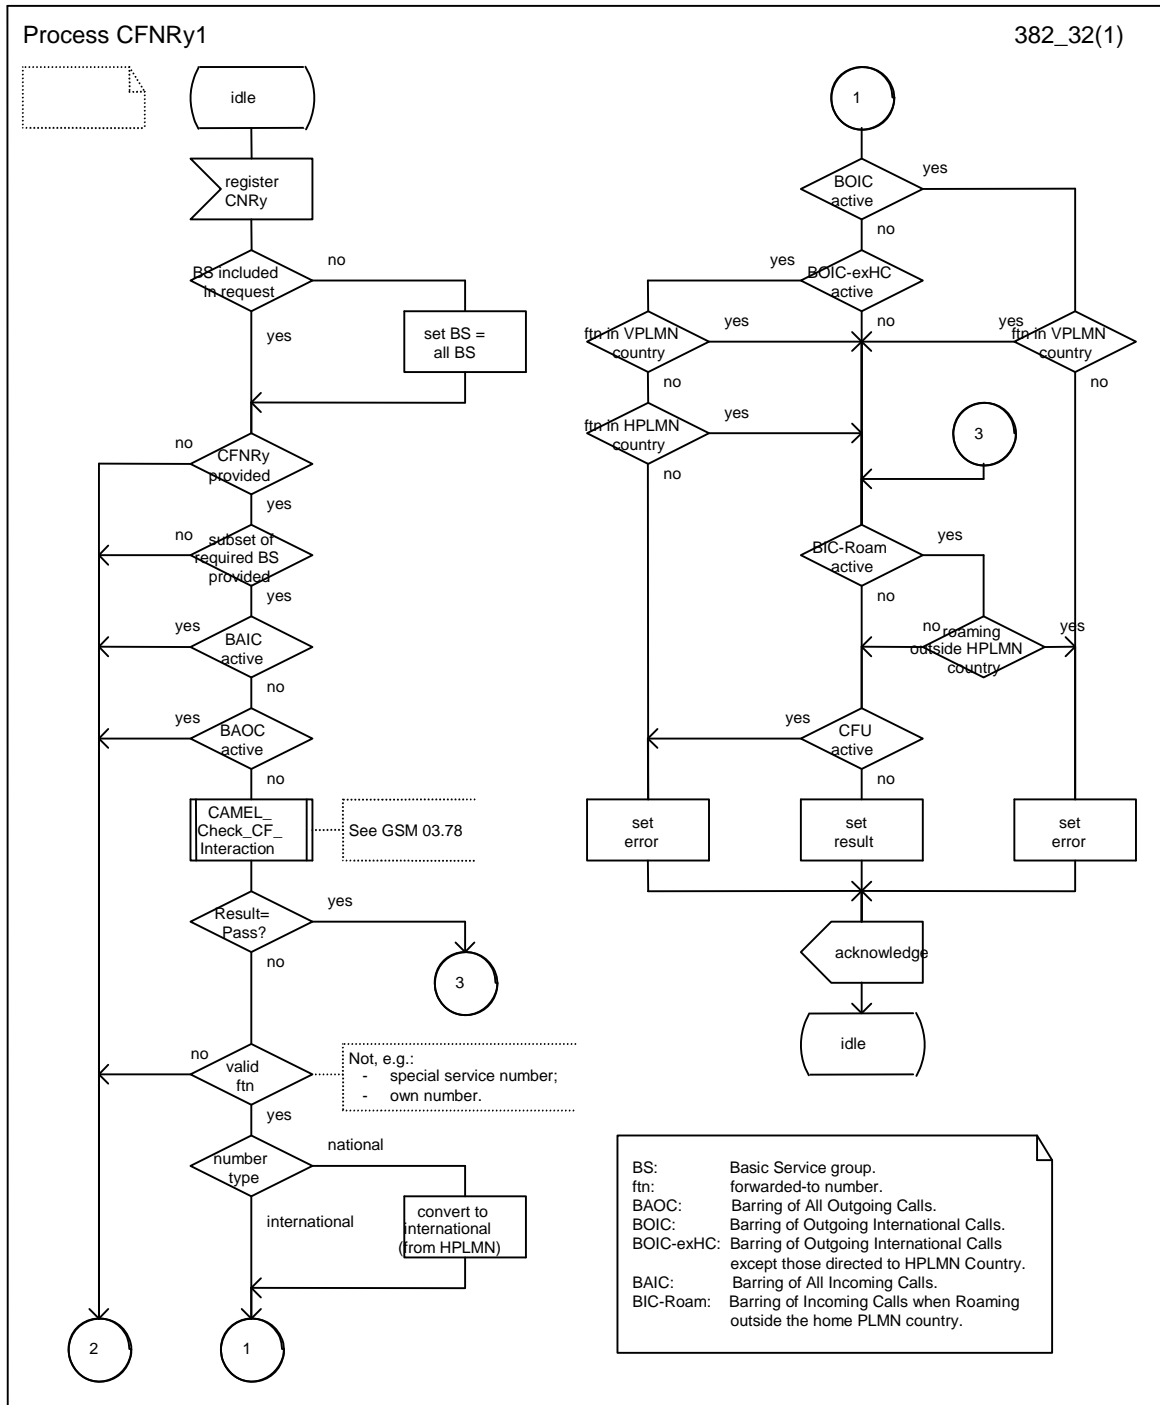 Process CFNRy1
382_32(1)
idle
register
CNRy
BS included
in request
no
yes
set BS =
all BS
no
CFNRy
provided
yes
no
subset of
required BS
provided
yes
yes
BAIC
active
no
yes
BAOC
active
no
CAMEL_
Check_CF_
Interaction
See GSM 03.78
Result=
Pass?
yes
no
3
no
valid
ftn
yes
Not, e.g.:
- special service number;
- own number.
number
type
national
international
convert to
international
(from HPLMN)
2
1
1
BOIC
active
yes
no
yes
BOIC-exHC
active
no
ftn in VPLMN
country
yes
no
yes
ftn in VPLMN
country
no
ftn in HPLMN
country
yes
no
3
BIC-Roam
active
yes
no
no
roaming
outside HPLMN
country
yes
yes
CFU
active
no
set
error
set
result
set
error
acknowledge
idle
BS: Basic Service group.
ftn: forwarded-to number.
BAOC: Barring of All Outgoing Calls.
BOIC: Barring of Outgoing International Calls.
BOIC-exHC: Barring of Outgoing International Calls
except those directed to HPLMN Country.
BAIC: Barring of All Incoming Calls.
BIC-Roam: Barring of Incoming Calls when Roaming
outside the home PLMN country.